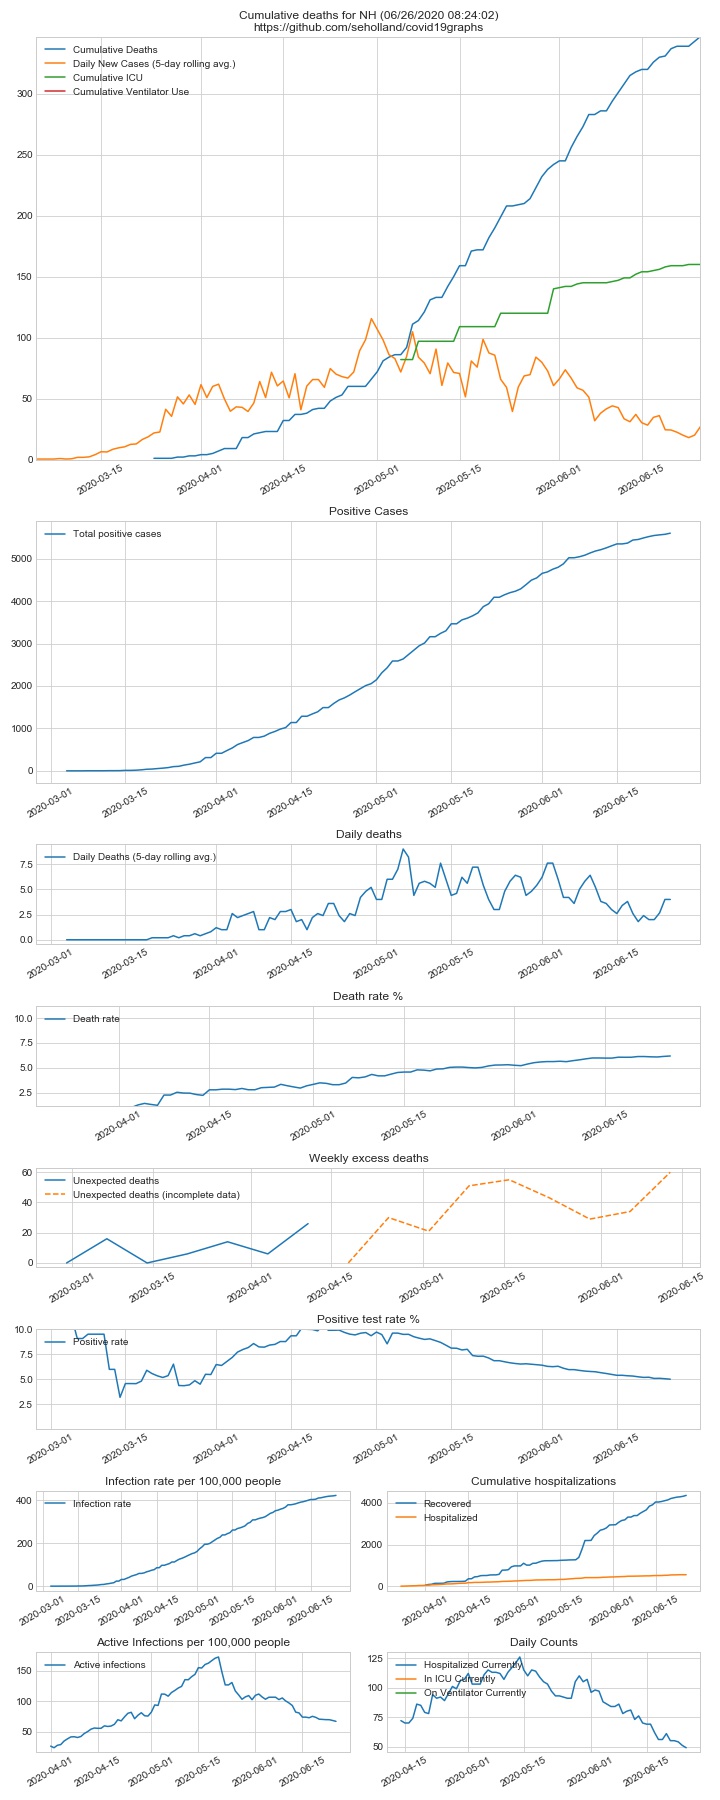 Cumulative deaths for NH (06/26/2020 08:24:02)
https://github.com/seholland/covid19graphs
Cumulative Deaths
Daily New Cases (5-day rolling avg.)
Cumulative ICU
Cumulative Ventilator Use
300
250
200
150
100
50
0
2020-03-15 2020-04-01 2020-04-15 2020-05-01 2020-05-15 2020-06-01 2020-06-15
Positive Cases
Total positive cases
5000
4000
3000
2000
1000
0
2020-03-01 2020-03-15 2020-04-01 2020-04-15 2020-05-01 2020-05-15 2020-06-01 2020-06-15
Daily deaths
Daily Deaths (5-day rolling avg.)
7.5
5.0
2.5
0.0
2020-03-01 2020-03-15 2020-04-01 2020-04-15 2020-05-01 2020-05-15 2020-06-01 2020-06-15
Death rate %
Death rate
10.0
7.5
5.0
2.5
2020-04-01 2020-04-15 2020-05-01 2020-05-15 2020-06-01 2020-06-15
Weekly excess deaths
Unexpected deaths
Unexpected deaths (incomplete data)
60
40
20
0
2020-03-01 2020-03-15 2020-04-01 2020-04-15 2020-05-01 2020-05-15 2020-06-01 2020-06-15
Positive test rate %
Positive rate
10.0
7.5
5.0
2.5
2020-03-01 2020-03-15 2020-04-01 2020-04-15 2020-05-01 2020-05-15 2020-06-01 2020-06-15
Infection rate per 100,000 people
Infection rate
400
200
0
2020-03-01 2020-03-15 2020-04-01 2020-04-15 2020-05-01 2020-05-15 2020-06-01 2020-06-15
Cumulative hospitalizations
Recovered
Hospitalized
4000
2000
0
2020-04-01 2020-04-15 2020-05-01 2020-05-15 2020-06-01 2020-06-15
Active Infections per 100,000 people
Active infections
150
100
50
2020-04-01 2020-04-15 2020-05-01 2020-05-15 2020-06-01 2020-06-15
Daily Counts
Hospitalized Currently
In ICU Currently
On Ventilator Currently
125
100
75
50
2020-04-15 2020-05-01 2020-05-15 2020-06-01 2020-06-15